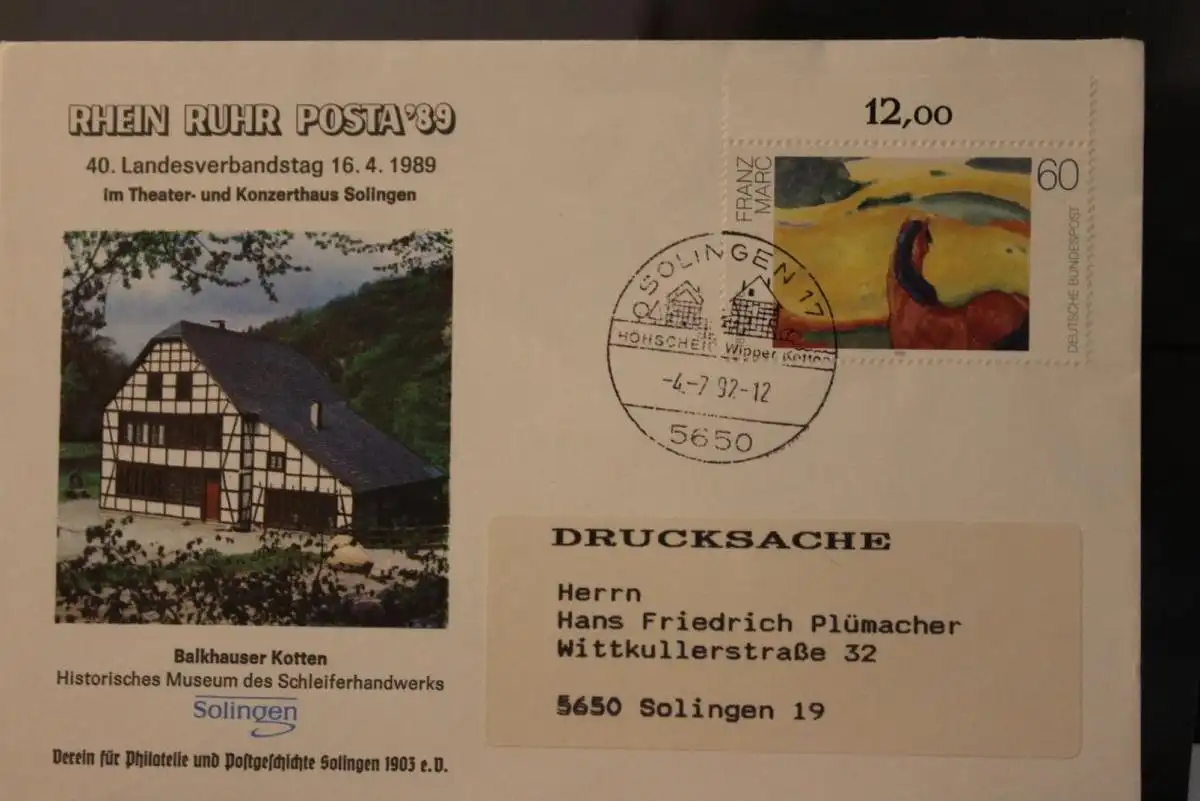 RHEIN RUHR POSTA'89
40. Landesverbandstag 16.4.1989
im Theater- und Konzerthaus Solingen
Balkhauser Kotten
Historisches Museum des Schleiferhandwerks
Solingen
Verein für Philatelie und Postgeschichte Solingen 1903 e.V.
12,00
FRANZ
MARC
60
DEUTSCHE BUNDESPOST
SOLINGEN 17
HÖHSCHEID Wipper Kotten
-4.-7 92-12
5650
DRUCKSACHE
Herrn
Hans Friedrich Plümacher
Wittkullerstraße 32
5650 Solingen 19